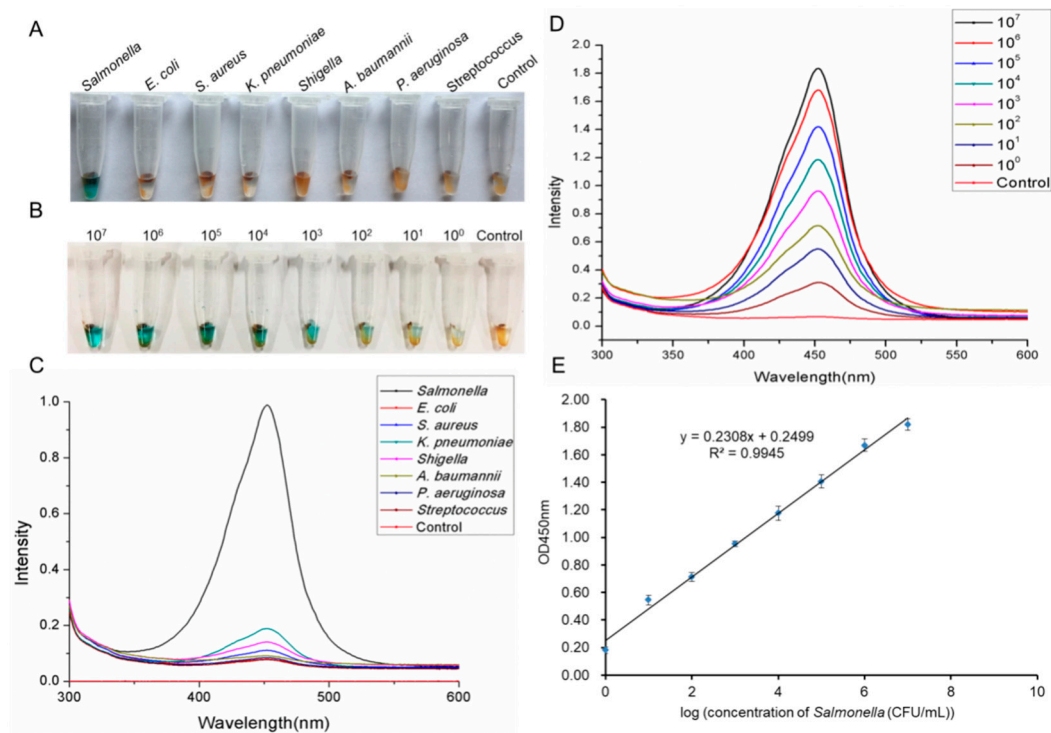 A
Salmonella
E. coli
S. aureus
K. pneumoniae
Shigella
A. baumannii
P. aeruginosa
Streptococcus
Control
B
10⁷ 10⁶ 10⁵ 10⁴ 10³ 10² 10¹ 10⁰ Control
C
Intensity
1.0
0.8
0.6
0.4
0.2
0.0
300 400 500 600
Wavelength(nm)
Salmonella
E. coli
S. aureus
K. pneumoniae
Shigella
A. baumannii
P. aeruginosa
Streptococcus
Control
D
Intensity
2.0
1.8
1.6
1.4
1.2
1.0
0.8
0.6
0.4
0.2
0.0
300 350 400 450 500 550 600
Wavelength(nm)
10⁷
10⁶
10⁵
10⁴
10³
10²
10¹
10⁰
Control
E
OD450nm
2.00
1.80
1.60
1.40
1.20
1.00
0.80
0.60
0.40
0.20
0.00
0 2 4 6 8 10
y = 0.2308x + 0.2499
R² = 0.9945
log (concentration of Salmonella (CFU/mL))